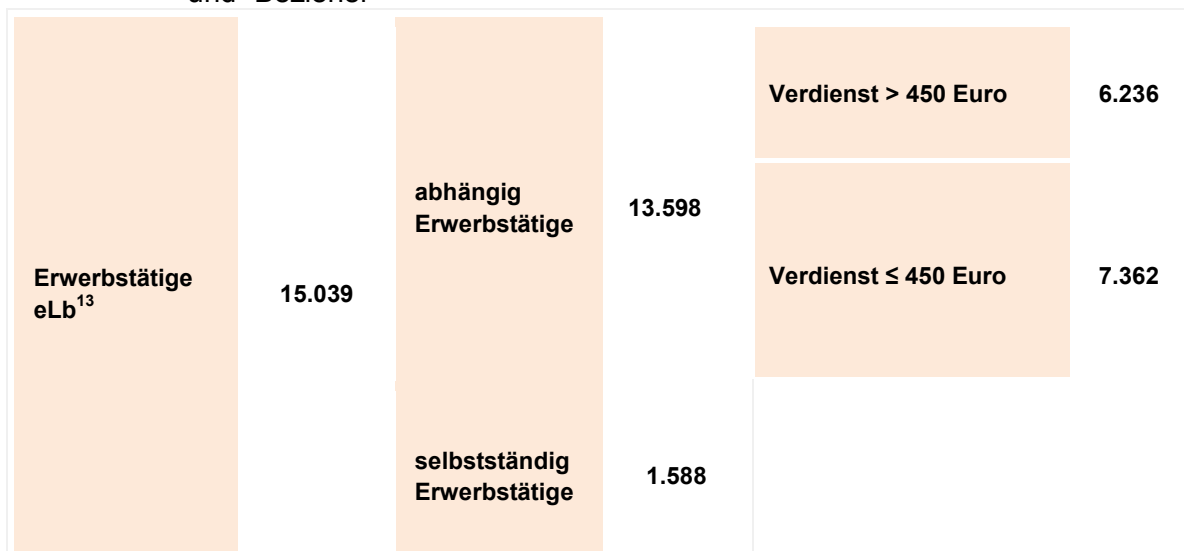 Verdienst > 450 Euro 6.236
abhängig
Erwerbstätige
13.598
Erwerbstätige
eLb13
15.039
Verdienst ≤ 450 Euro 7.362
selbstständig
Erwerbstätige
1.588